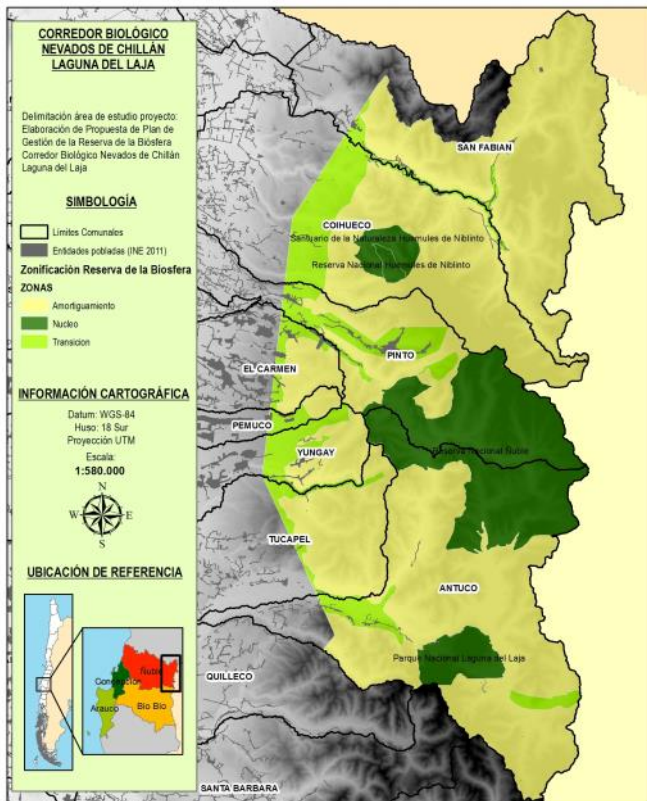 CORREDOR BIOLÓGICO
NEVADOS DE CHILLÁN
LAGUNA DEL LAJA
Delimitación área de estudio proyecto:
Elaboración de Propuesta de Plan de
Gestión de la Reserva de la Biósfera
Corredor Biológico Nevados de Chillán
Laguna del Laja
SIMBOLOGÍA
Límites Comunales
Entidades pobladas (INE 2011)
Zonificación Reserva de la Biosfera
ZONAS
Amortiguamiento
Nucleo
Transicion
INFORMACIÓN CARTOGRÁFICA
Datum: WGS-84
Huso: 18 Sur
Proyección UTM
Escala:
1:580.000
N
W E
S
UBICACIÓN DE REFERENCIA
Ñuble
Concepción
Arauco
Bío Bío
SAN FABIAN
COIHUECO
Santuario de la Naturaleza Huemules de Niblinto
Reserva Nacional Huemules de Niblinto
PINTO
EL CARMEN
PEMUCO
Reserva Nacional Ñuble
YUNGAY
TUCAPEL
ANTUCO
Parque Nacional Laguna del Laja
QUILLECO
SANTA BARBARA